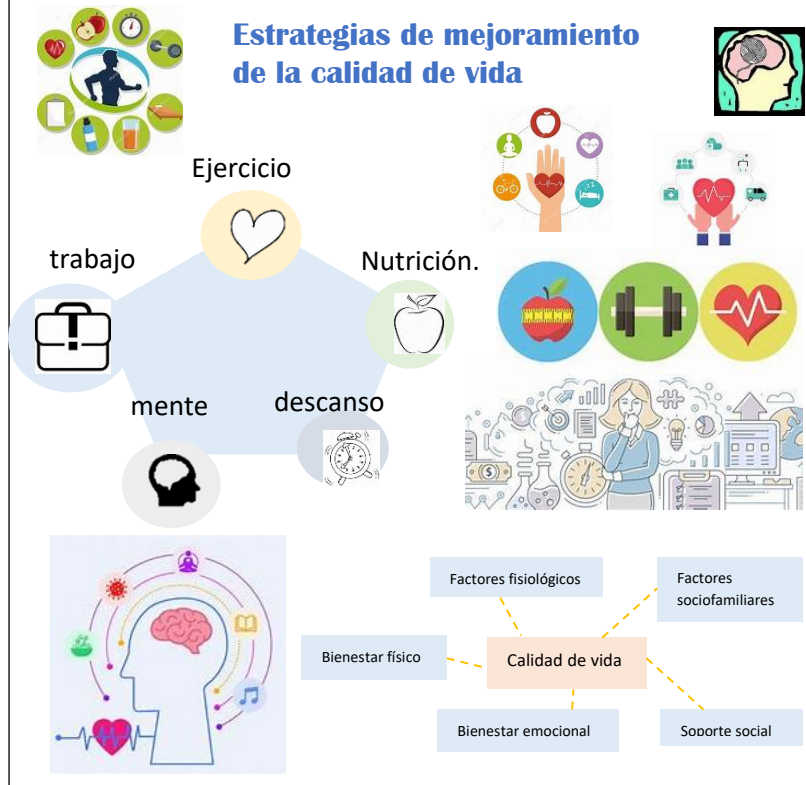 Estrategias de mejoramiento
de la calidad de vida
Ejercicio
trabajo
Nutrición.
mente
descanso
Factores fisiológicos
Factores
sociofamiliares
Bienestar físico
Calidad de vida
Bienestar emocional
Soporte social